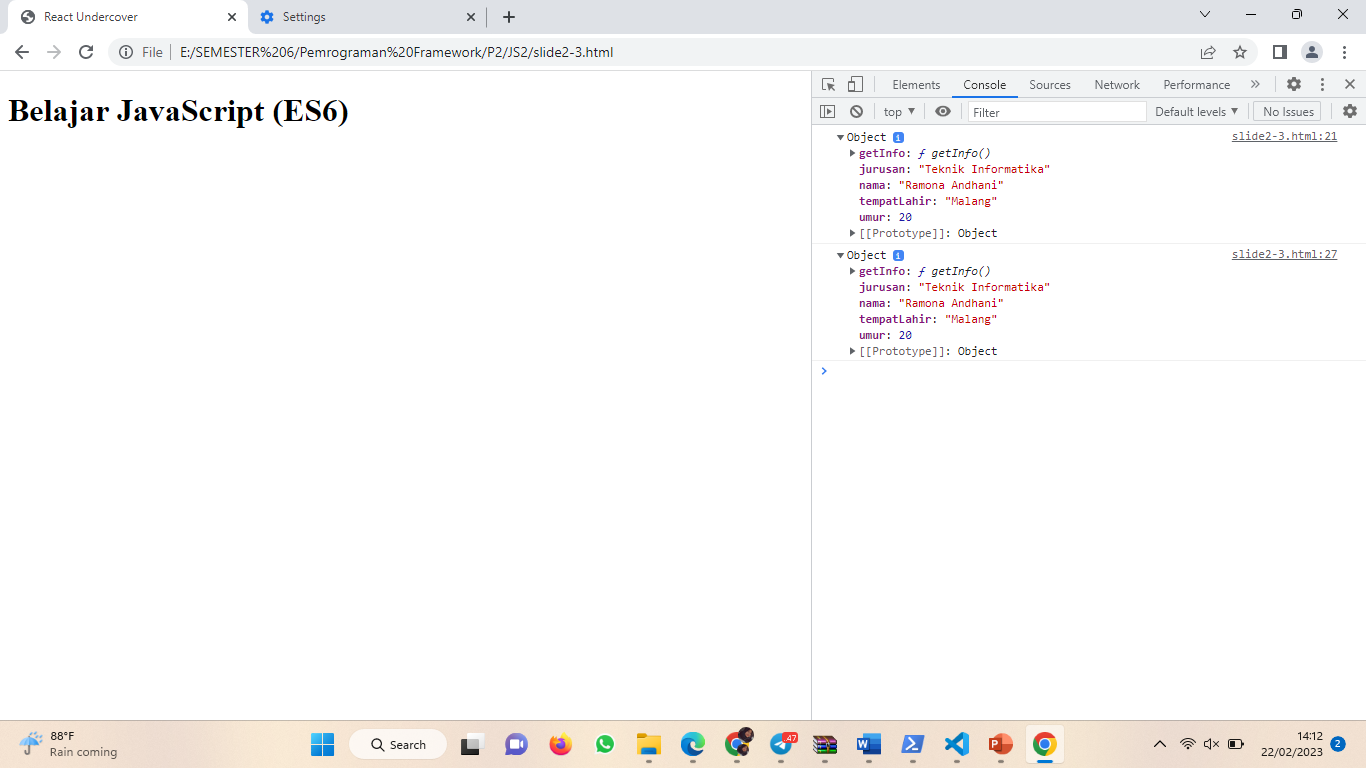 React Undercover
Settings
File
E:/SEMESTER%206/Pemrograman%20Framework/P2/JS2/slide2-3.html
Belajar JavaScript (ES6)
Elements Console Sources Network Performance »
top ▼ Filter Default levels ▼ No Issues
▼Object i slide2-3.html:21
▶getInfo: ƒ getInfo()
jurusan: "Teknik Informatika"
nama: "Ramona Andhani"
tempatLahir: "Malang"
umur: 20
▶[[Prototype]]: Object
▼Object i slide2-3.html:27
▶getInfo: ƒ getInfo()
jurusan: "Teknik Informatika"
nama: "Ramona Andhani"
tempatLahir: "Malang"
umur: 20
▶[[Prototype]]: Object
>
88°F
Rain coming
Search
47
14:12
22/02/2023
2